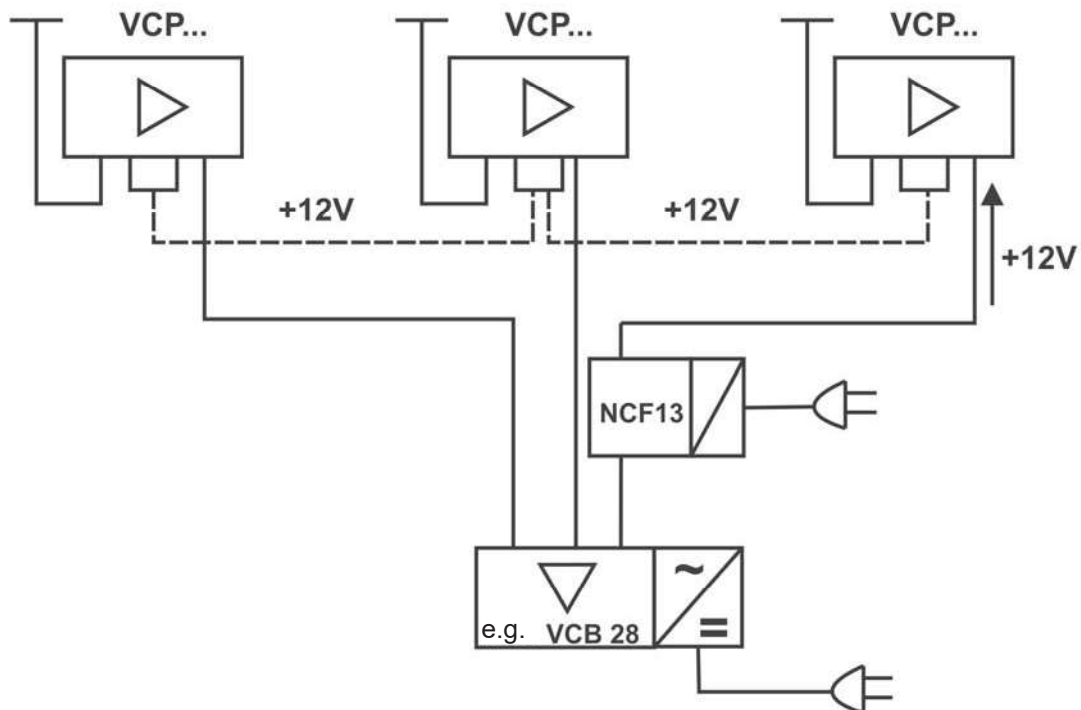 VCP... VCP... VCP...
+12V +12V
+12V
NCF13
~
=
e.g. VCB 28